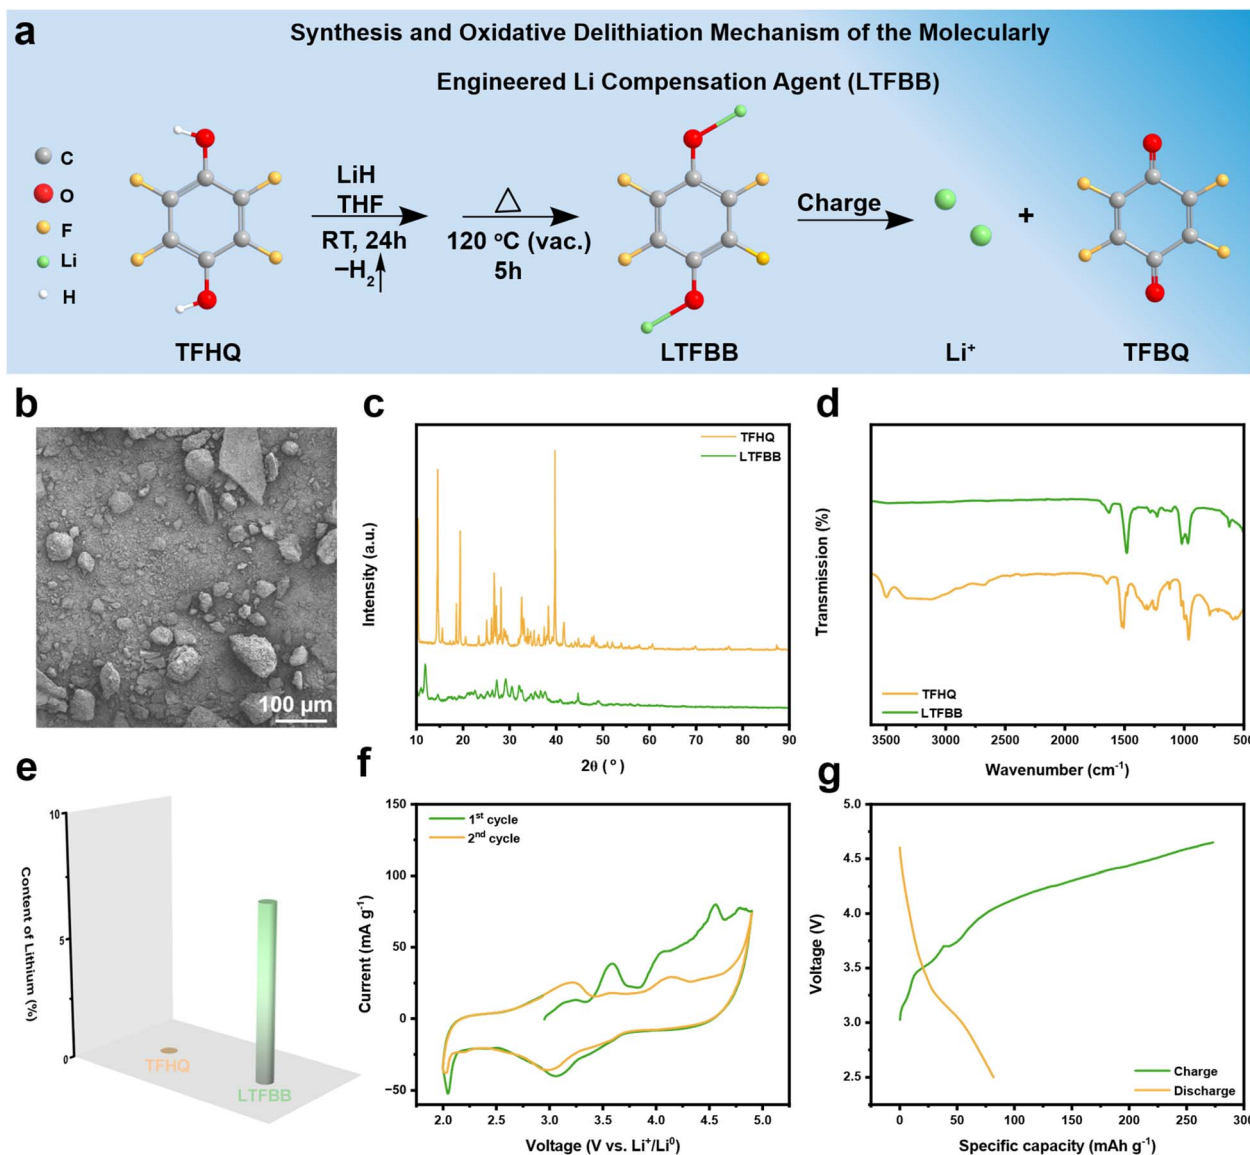 a
Synthesis and Oxidative Delithiation Mechanism of the Molecularly
Engineered Li Compensation Agent (LTFBB)
C
O
F
Li
H
LiH
THF
RT, 24h
−H₂↑
△
120 °C (vac.)
5h
Charge
+
TFHQ
LTFBB
Li⁺
TFBQ
b
100 μm
c
TFHQ
LTFBB
Intensity (a.u.)
10 20 30 40 50 60 70 80 90
2θ (°)
d
Transmission (%)
TFHQ
LTFBB
3500 3000 2500 2000 1500 1000 500
Wavenumber (cm⁻¹)
e
10
5
0
Content of Lithium (%)
TFHQ
LTFBB
f
1ˢᵗ cycle
2ⁿᵈ cycle
150
100
50
0
−50
Current (mA g⁻¹)
2.0 2.5 3.0 3.5 4.0 4.5 5.0
Voltage (V vs. Li⁺/Li⁰)
g
5.0
4.5
4.0
3.5
3.0
2.5
Voltage (V)
Charge
Discharge
0 50 100 150 200 250 300
Specific capacity (mAh g⁻¹)